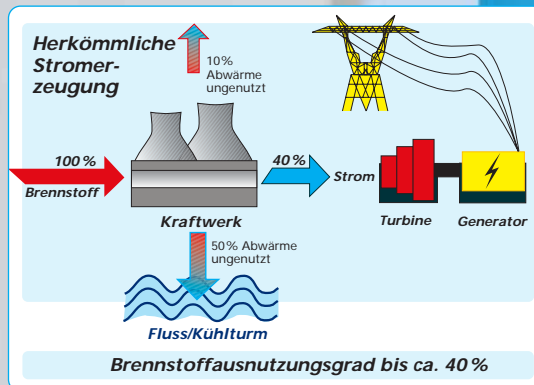 Herkömmliche
Stromer-
zeugung
10%
Abwärme
ungenutzt
100%
Brennstoff
40%
Strom
Kraftwerk
Turbine
Generator
50% Abwärme
ungenutzt
Fluss/Kühlturm
Brennstoffausnutzungsgrad bis ca. 40%